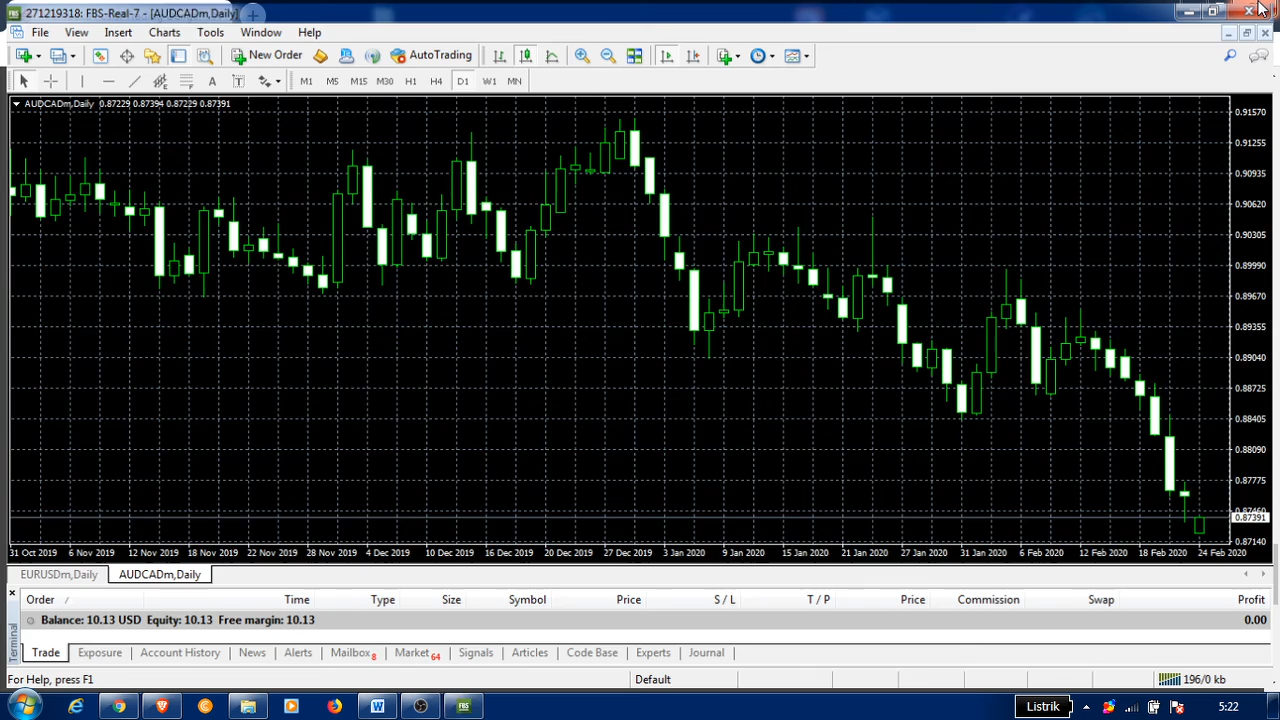 271219318: FBS-Real-7 - [AUDCADm,Daily]
File View Insert Charts Tools Window Help
New Order AutoTrading
A T M1 M5 M15 M30 H1 H4 D1 W1 MN
AUDCADm,Daily 0.87229 0.87394 0.87229 0.87391
0.91570
0.91255
0.90935
0.90620
0.90305
0.89990
0.89670
0.89355
0.89040
0.88725
0.88405
0.88090
0.87775
0.87460
0.87391
0.87140
31 Oct 2019 6 Nov 2019 12 Nov 2019 18 Nov 2019 22 Nov 2019 28 Nov 2019 4 Dec 2019 10 Dec 2019 16 Dec 2019 20 Dec 2019 27 Dec 2019 3 Jan 2020 9 Jan 2020 15 Jan 2020 21 Jan 2020 27 Jan 2020 31 Jan 2020 6 Feb 2020 12 Feb 2020 18 Feb 2020 24 Feb 2020
EURUSDm,Daily AUDCADm,Daily
Order / Time Type Size Symbol Price S / L T / P Price Commission Swap Profit
Balance: 10.13 USD Equity: 10.13 Free margin: 10.13 0.00
Terminal
Trade Exposure Account History News Alerts Mailbox 8 Market 64 Signals Articles Code Base Experts Journal
For Help, press F1 Default 196/0 kb
Listrik 5:22